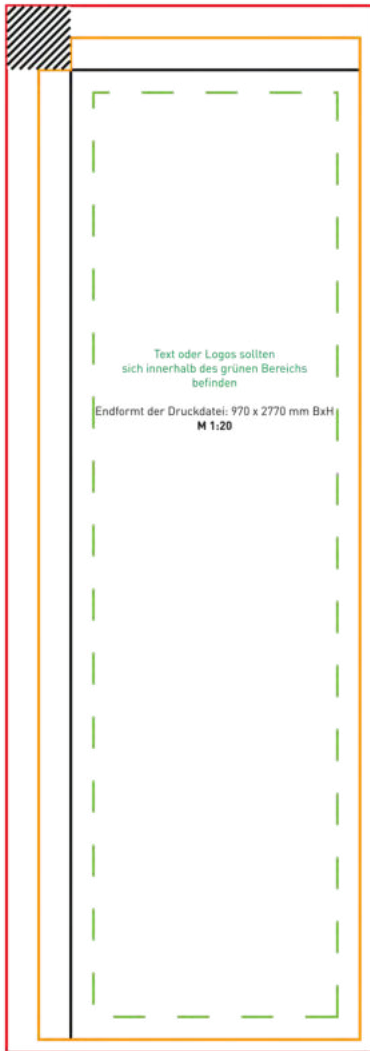 Text oder Logos sollten
sich innerhalb des grünen Bereichs
befinden
Endformt der Druckdatei: 970 x 2770 mm BxH
M 1:20